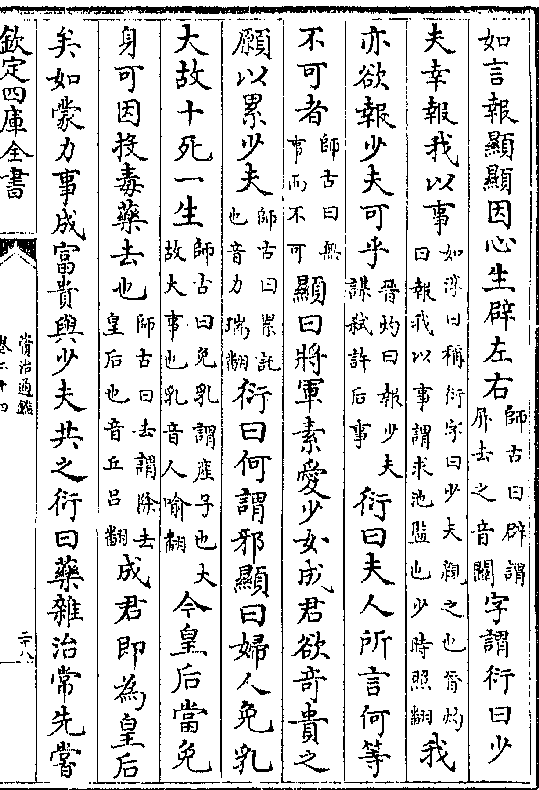 如言報顯顯因心生辟左右師古曰辟謂屏去之音闢字謂衍曰少
夫幸報我以事如淳曰稱衍字曰少夫親之也晉灼曰報我以事謂求池監也少時照翻我
亦欲報少夫可乎晉灼曰報少夫謀弑許后事衍曰夫人所言何等
不可者師古曰無事而不可顯曰將軍素愛少女成君欲奇貴之
願以累少夫師古曰累託也音力瑞翻衍曰何謂邪顯曰婦人免乳
大故十死一生師古曰免乳謂産子也大故大事也乳音人喻翻今皇后當免
身可因投毒藥去也師古曰去謂除去皇后也音丘吕翻成君即為皇后
矣如蒙力事成富貴與少夫共之衍曰藥雜治常先嘗
欽定四庫全書
資治通鑑
卷二十四